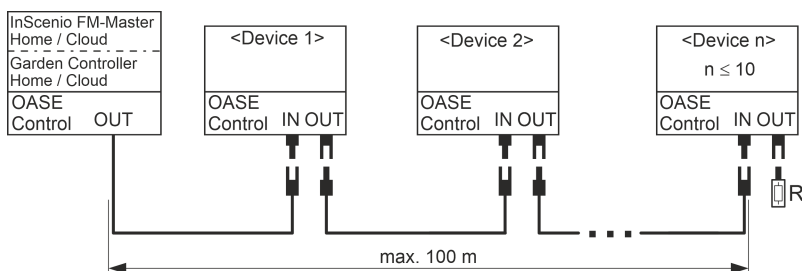 InScenio FM-Master
Home / Cloud
Garden Controller
Home / Cloud
OASE
Control OUT
<Device 1>
OASE
Control IN OUT
<Device 2>
OASE
Control IN OUT
<Device n>
n ≤ 10
OASE
Control IN OUT
R
max. 100 m